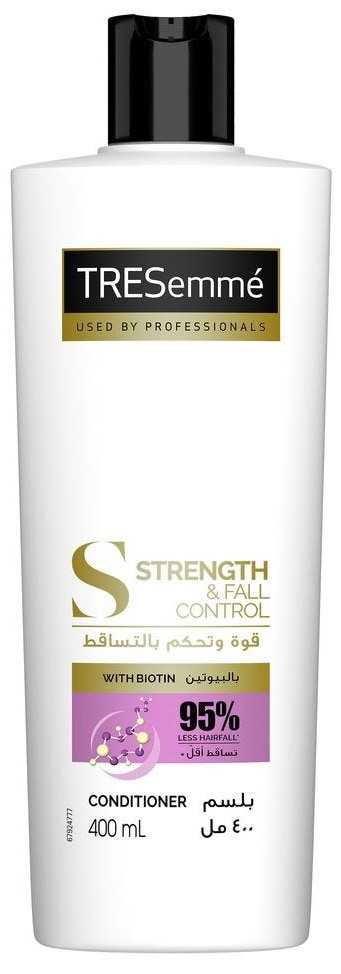 TRESemmé
USED BY PROFESSIONALS
S STRENGTH
& FALL
CONTROL
قوة وتحكم بالتساقط
WITH BIOTIN بالبيوتين
95%
LESS HAIRFALL*
تساقط أقل*
CONDITIONER بلسم
400 mL ٤٠٠ مل
67924777